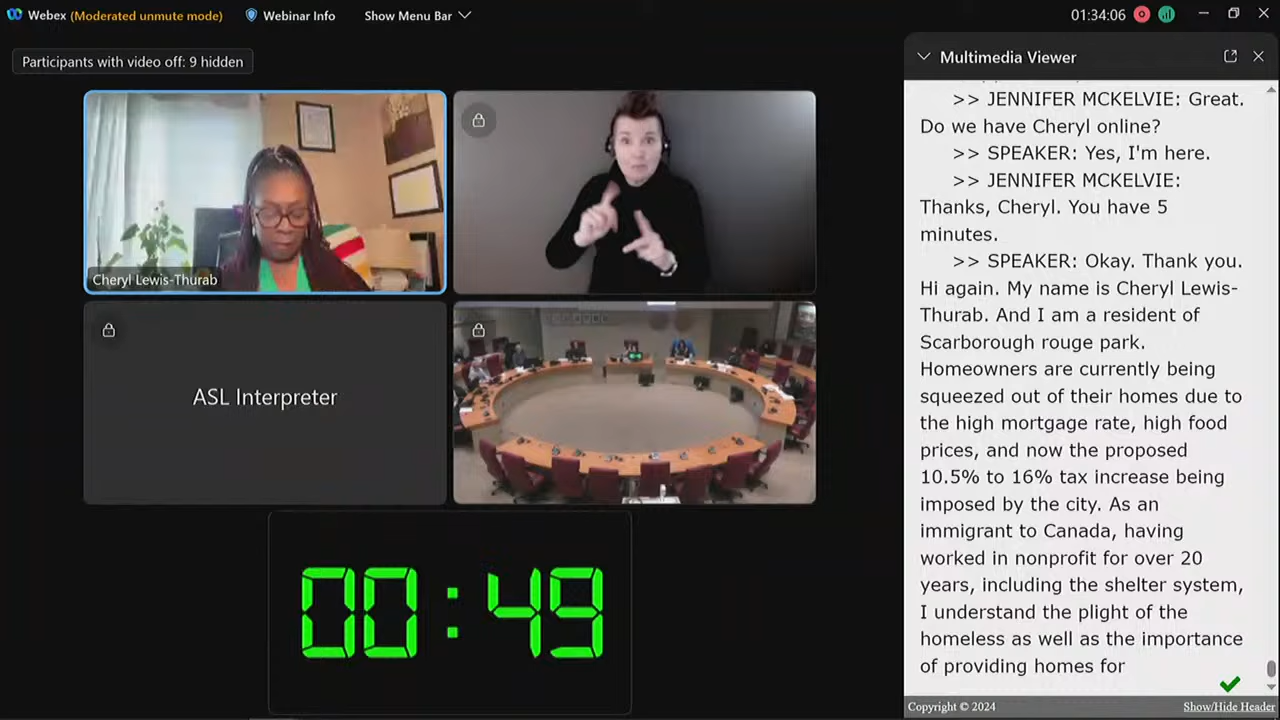 Webex (Moderated unmute mode) Webinar Info Show Menu Bar 01:34:06
Participants with video off: 9 hidden
Cheryl Lewis-Thurab
ASL Interpreter
00:49
Multimedia Viewer
>> JENNIFER MCKELVIE: Great.
Do we have Cheryl online?
>> SPEAKER: Yes, I'm here.
>> JENNIFER MCKELVIE:
Thanks, Cheryl. You have 5
minutes.
>> SPEAKER: Okay. Thank you.
Hi again. My name is Cheryl Lewis-
Thurab. And I am a resident of
Scarborough rouge park.
Homeowners are currently being
squeezed out of their homes due to
the high mortgage rate, high food
prices, and now the proposed
10.5% to 16% tax increase being
imposed by the city. As an
immigrant to Canada, having
worked in nonprofit for over 20
years, including the shelter system,
I understand the plight of the
homeless as well as the importance
of providing homes for
Copyright © 2024 Show/Hide Header